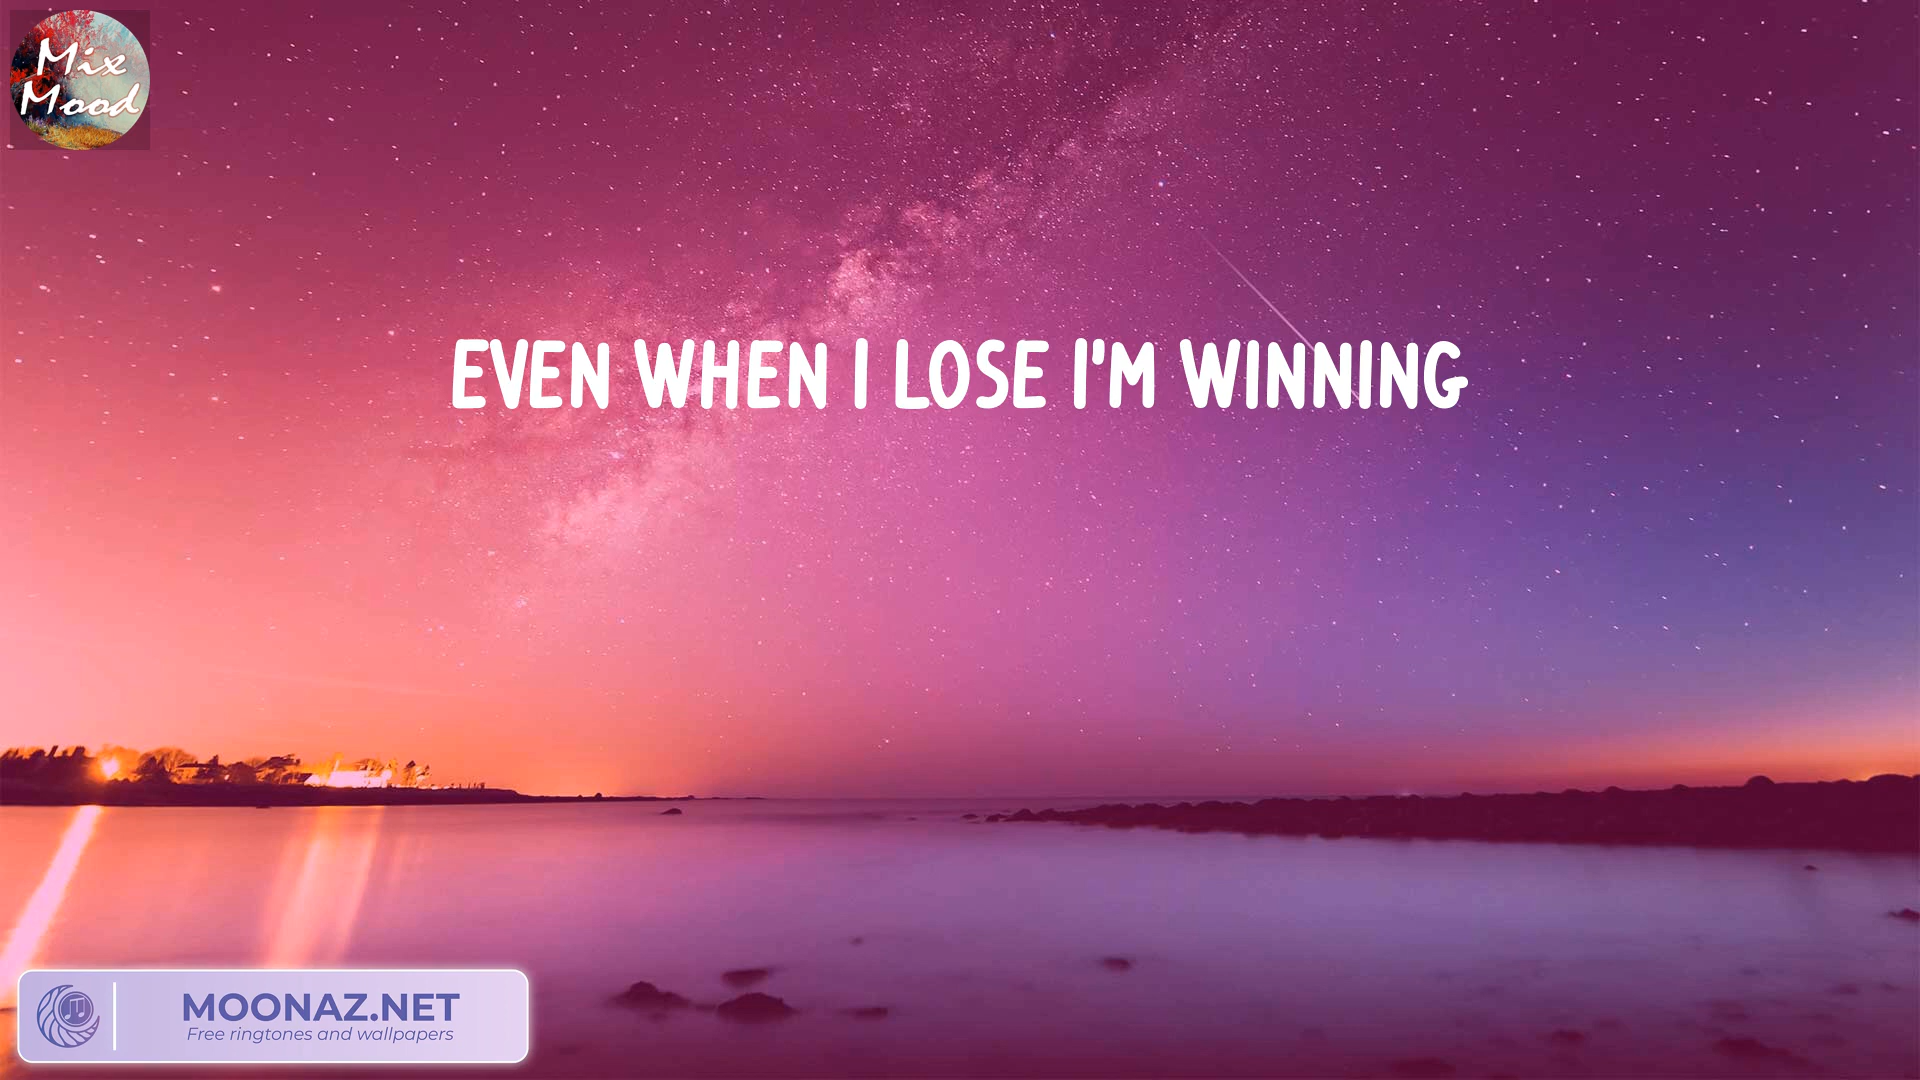 Mix
Mood
EVEN WHEN I LOSE I'M WINNING
MOONAZ.NET
Free ringtones and wallpapers